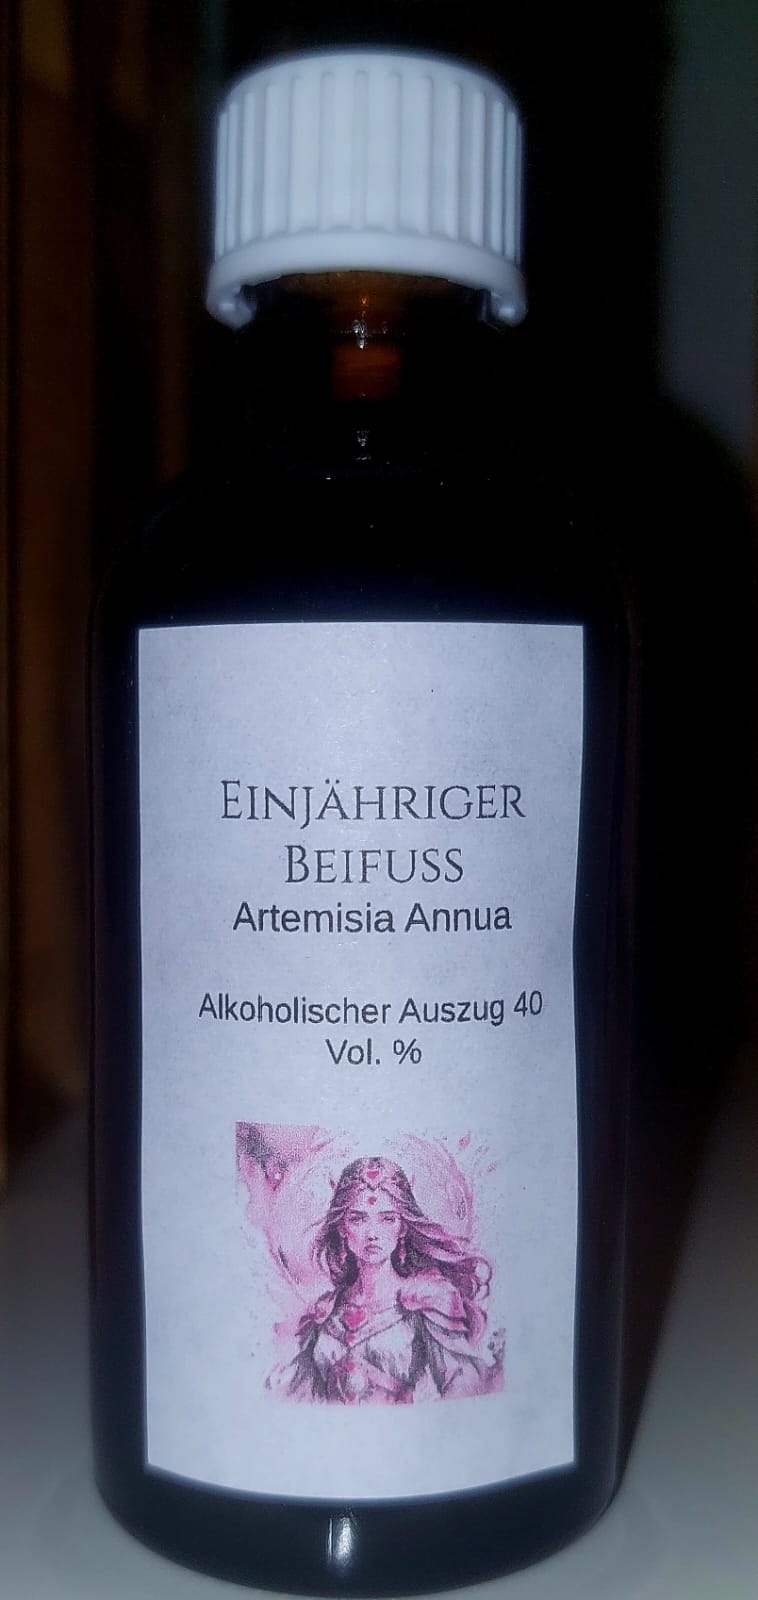 EINJÄHRIGER
BEIFUSS
Artemisia Annua
Alkoholischer Auszug 40
Vol. %